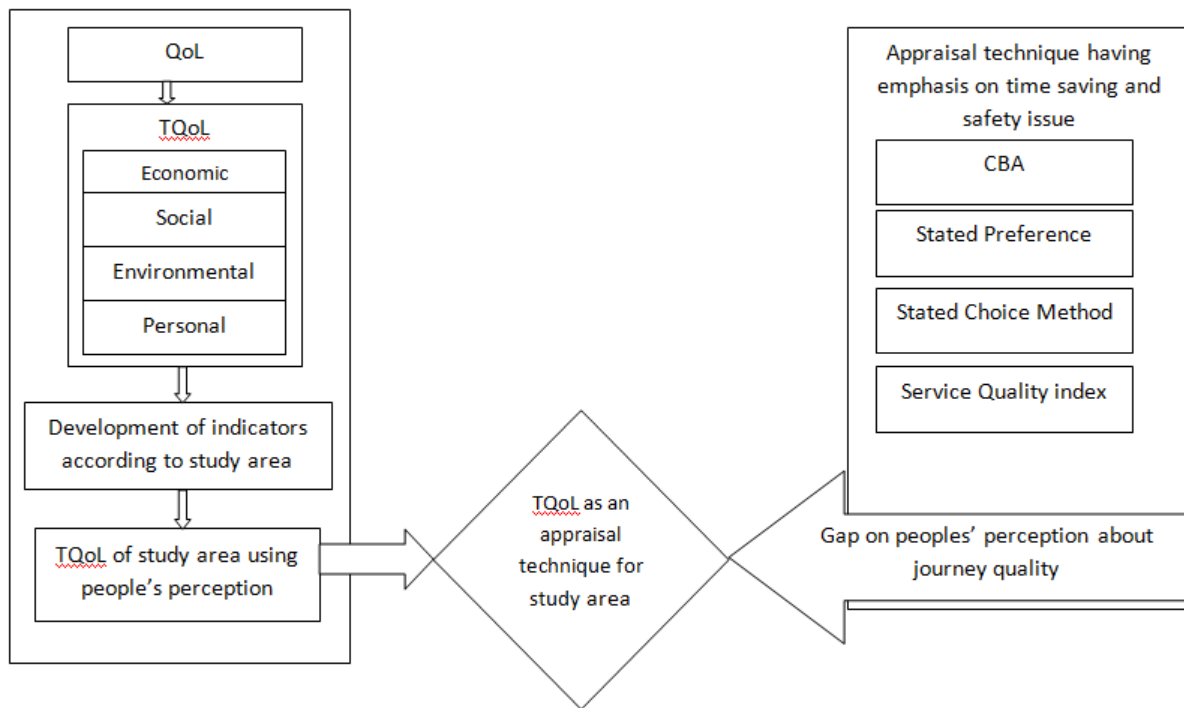 QoL
TQoL
Economic
Social
Environmental
Personal
Development of indicators
according to study area
TQoL of study area using
people's perception
TQoL as an
appraisal
technique for
study area
Appraisal technique having
emphasis on time saving and
safety issue
CBA
Stated Preference
Stated Choice Method
Service Quality index
Gap on peoples' perception about
journey quality